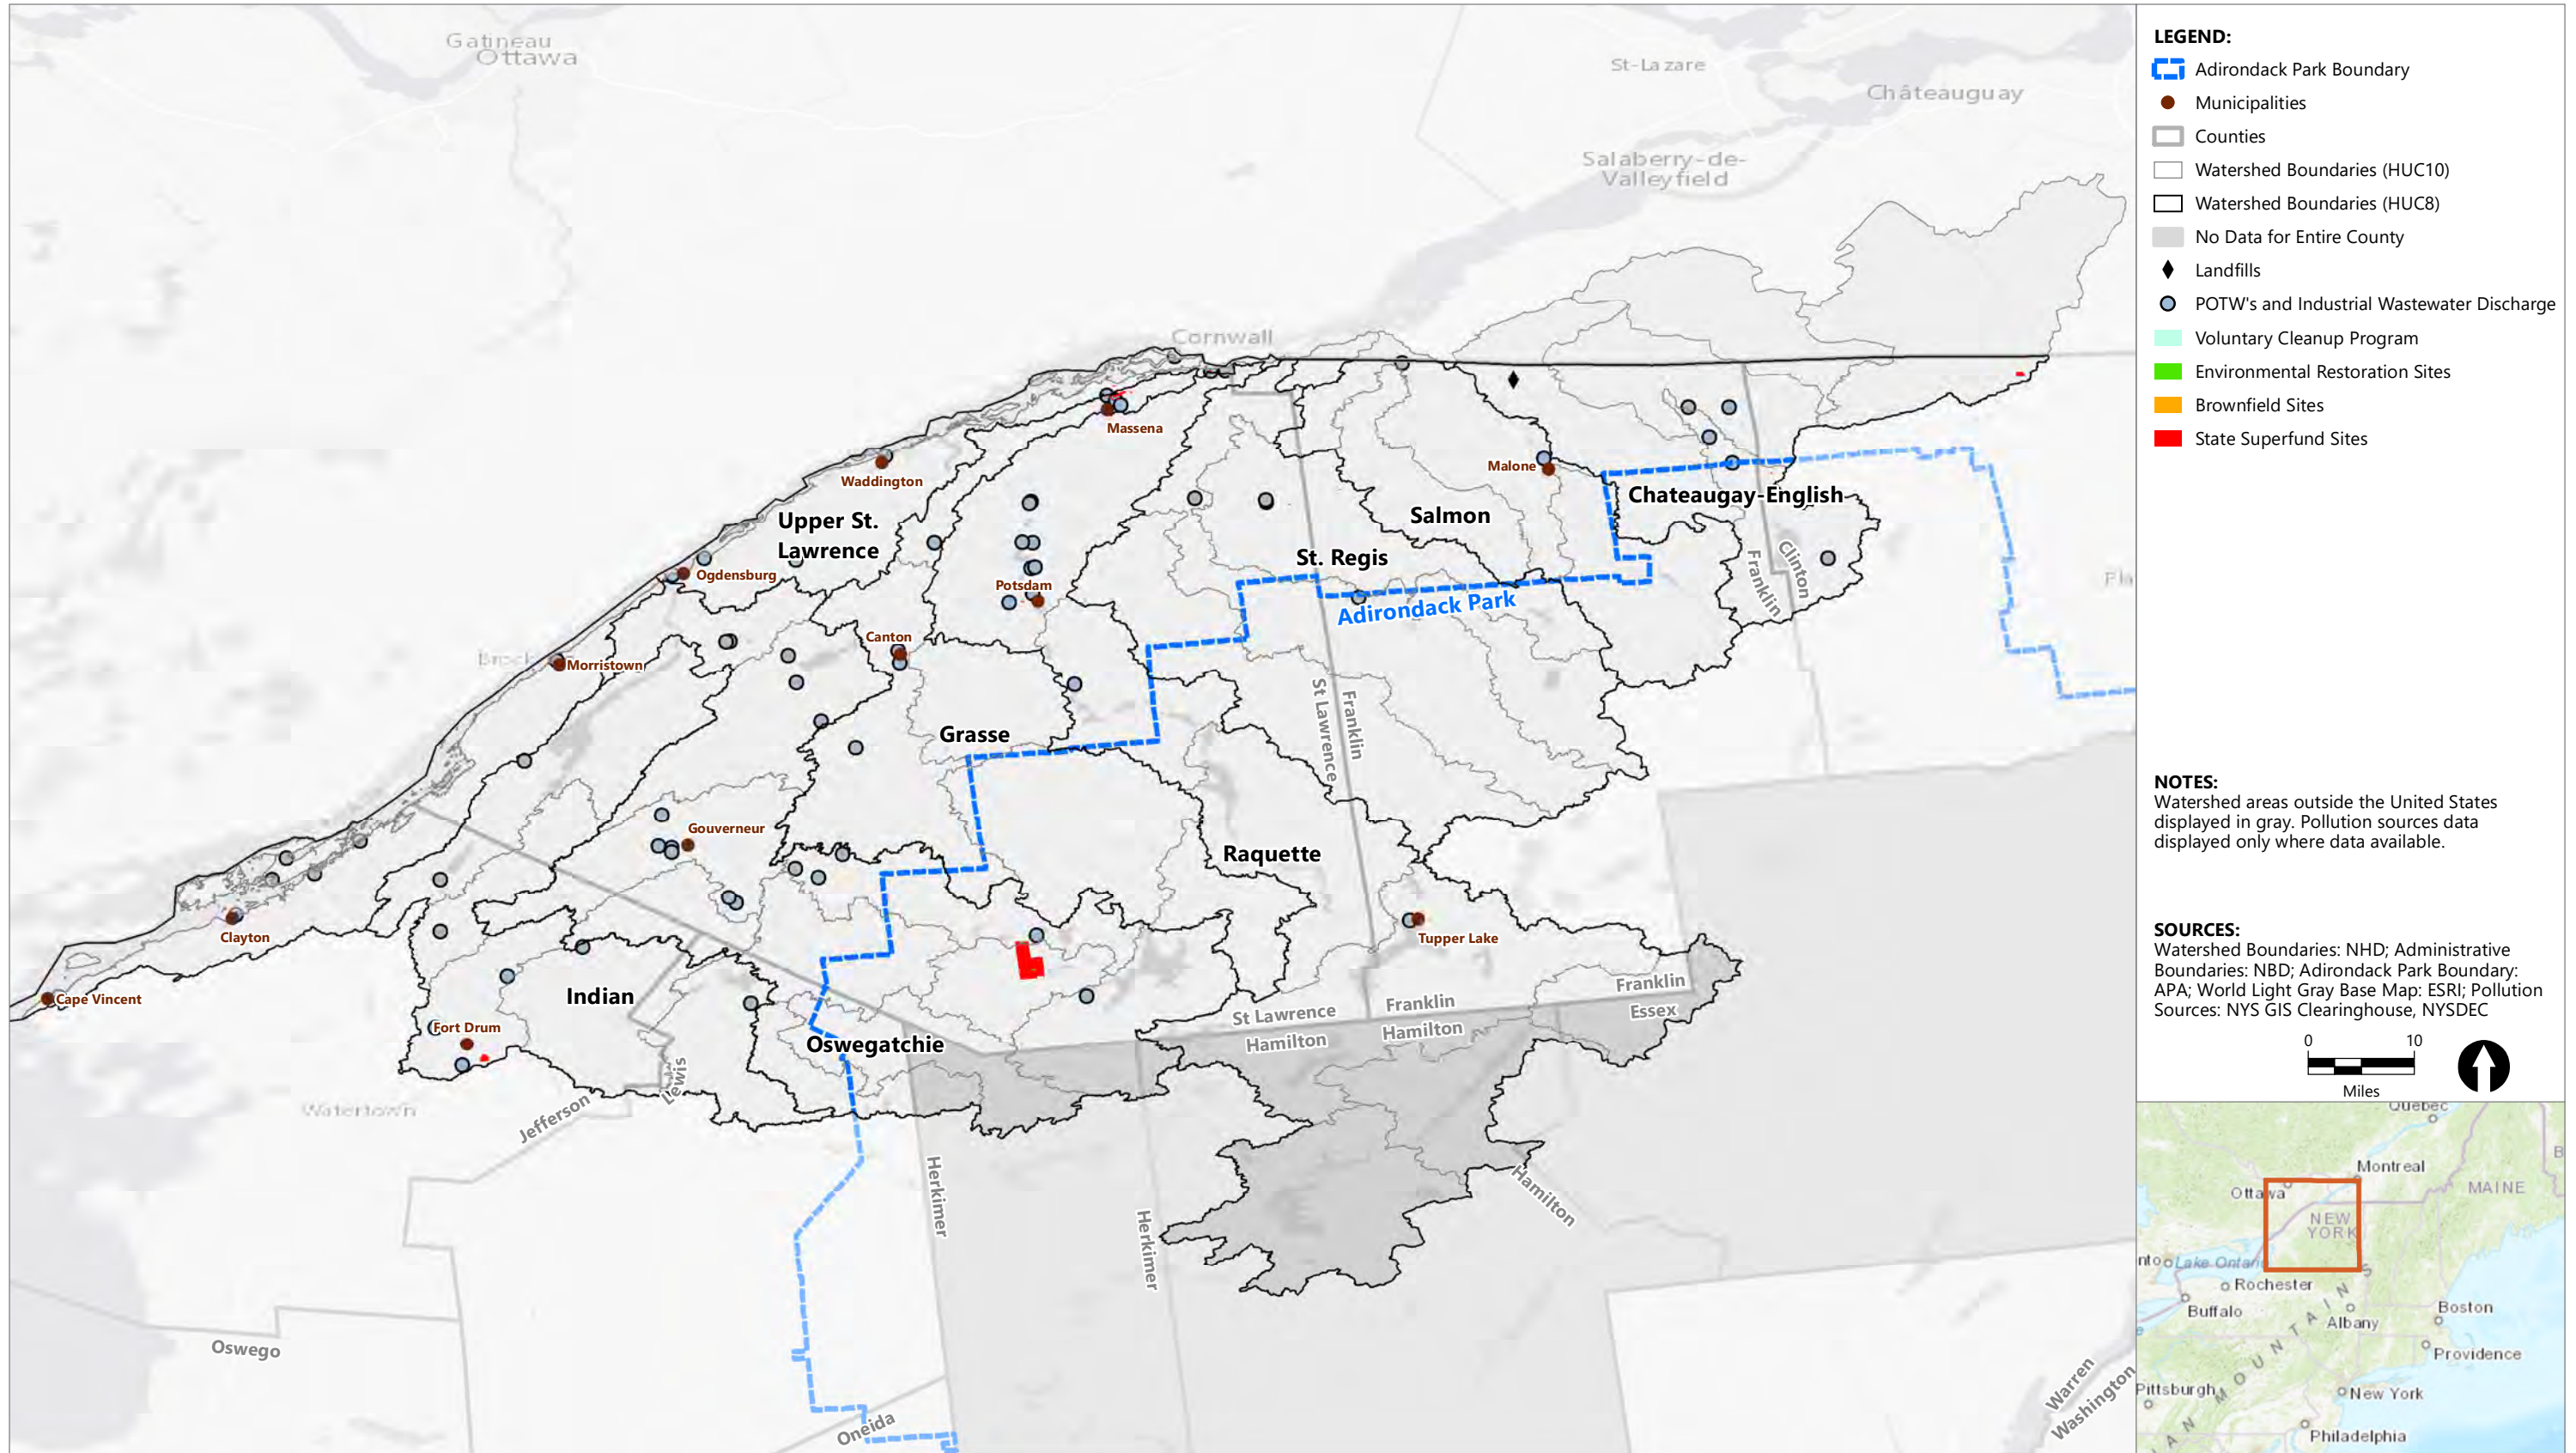 Gatineau
Ottawa
St-Lazare
Châteauguay
Salaberry-de-
Valleyfield
Cornwall
Massena
Waddington
Malone
Chateaugay-English
Upper St.
Lawrence
Salmon
St. Regis
Ogdensburg
Potsdam
Franklin
Clinton
Adirondack Park
Canton
Morristown
St Lawrence
Franklin
Grasse
Gouverneur
Raquette
Clayton
Tupper Lake
Cape Vincent
Indian
Franklin
Essex
St Lawrence
Franklin
Hamilton
Hamilton
Fort Drum
Oswegatchie
Lewis
Watertown
Jefferson
Herkimer
Herkimer
Hamilton
Oswego
Oneida
Warren
Washington
LEGEND:
Adirondack Park Boundary
Municipalities
Counties
Watershed Boundaries (HUC10)
Watershed Boundaries (HUC8)
No Data for Entire County
Landfills
POTW's and Industrial Wastewater Discharge
Voluntary Cleanup Program
Environmental Restoration Sites
Brownfield Sites
State Superfund Sites
NOTES:
Watershed areas outside the United States
displayed in gray. Pollution sources data
displayed only where data available.
SOURCES:
Watershed Boundaries: NHD; Administrative
Boundaries: NBD; Adirondack Park Boundary:
APA; World Light Gray Base Map: ESRI; Pollution
Sources: NYS GIS Clearinghouse, NYSDEC
0 10
Miles
Quebec
Montreal
Ottawa
MAINE
NEW
YORK
Lake Ontari
Rochester
Buffalo
Boston
Albany
Providence
MOUNTAINS
Pittsburgh
New York
Philadelphia